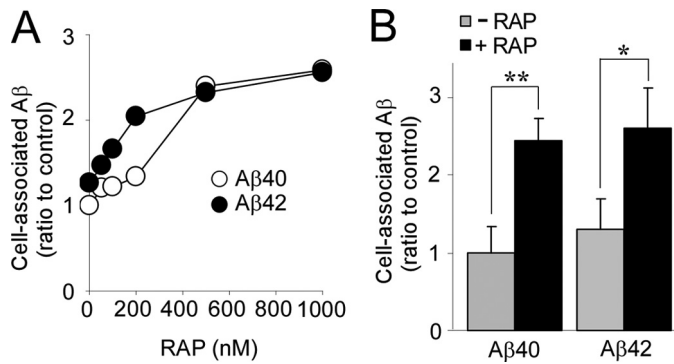 A
Cell-associated Aβ
(ratio to control)
3
2
1
0
0 200 400 600 800 1000
RAP (nM)
Aβ40
Aβ42
B
− RAP
+ RAP
Cell-associated Aβ
(ratio to control)
3
2
1
0
**
*
Aβ40 Aβ42